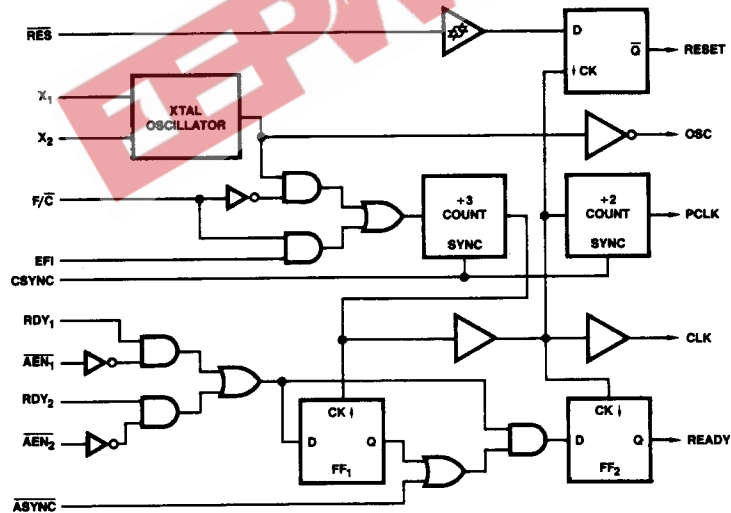 EEPW
RES
D
Q
RESET
CK
X1
XTAL
OSCILLATOR
X2
OSC
F/C
+3
COUNT
SYNC
+2
COUNT
SYNC
PCLK
EFI
CSYNC
RDY1
AEN1
CLK
RDY2
AEN2
CK
D
Q
FF1
CK
D
Q
FF2
READY
ASYNC